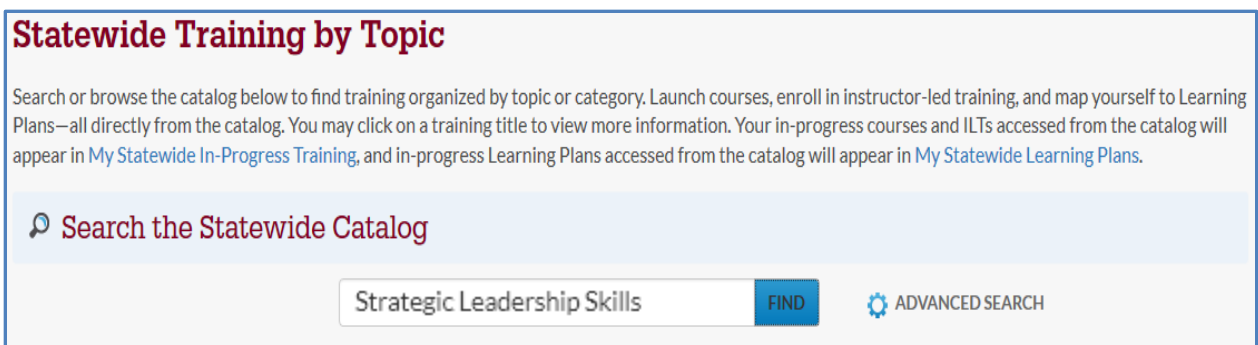 Statewide Training by Topic
Search or browse the catalog below to find training organized by topic or category. Launch courses, enroll in instructor-led training, and map yourself to Learning
Plans—all directly from the catalog. You may click on a training title to view more information. Your in-progress courses and ILTs accessed from the catalog will
appear in My Statewide In-Progress Training, and in-progress Learning Plans accessed from the catalog will appear in My Statewide Learning Plans.
Search the Statewide Catalog
Strategic Leadership Skills FIND ADVANCED SEARCH